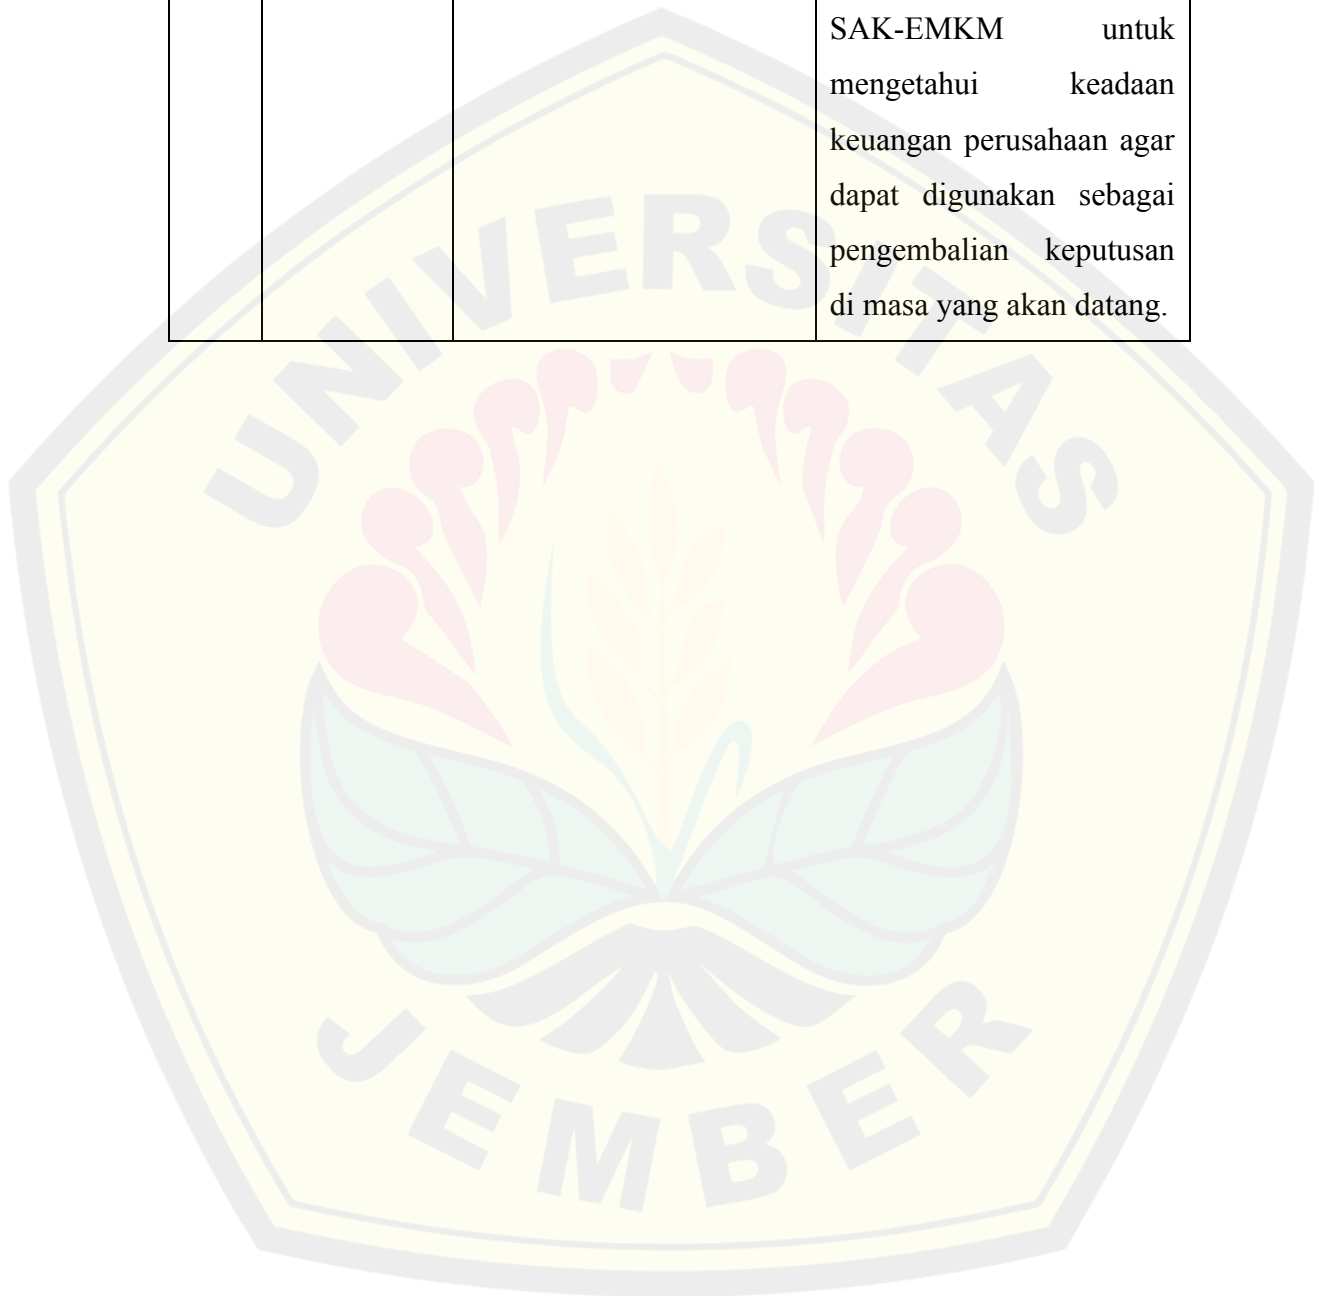 SAK-EMKM untuk
mengetahui keadaan
keuangan perusahaan agar
dapat digunakan sebagai
pengembalian keputusan
di masa yang akan datang.
UNIVERSITAS
JEMBER